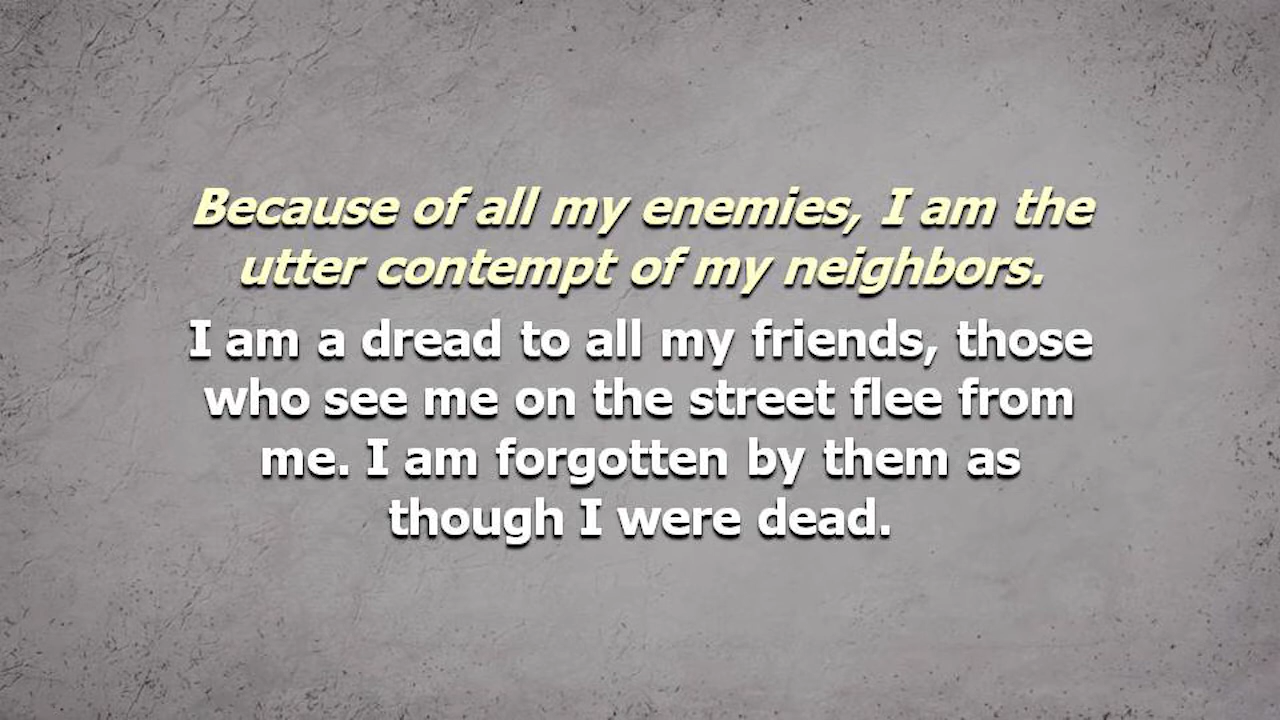 Because of all my enemies, I am the
utter contempt of my neighbors.
I am a dread to all my friends, those
who see me on the street flee from
me. I am forgotten by them as
though I were dead.